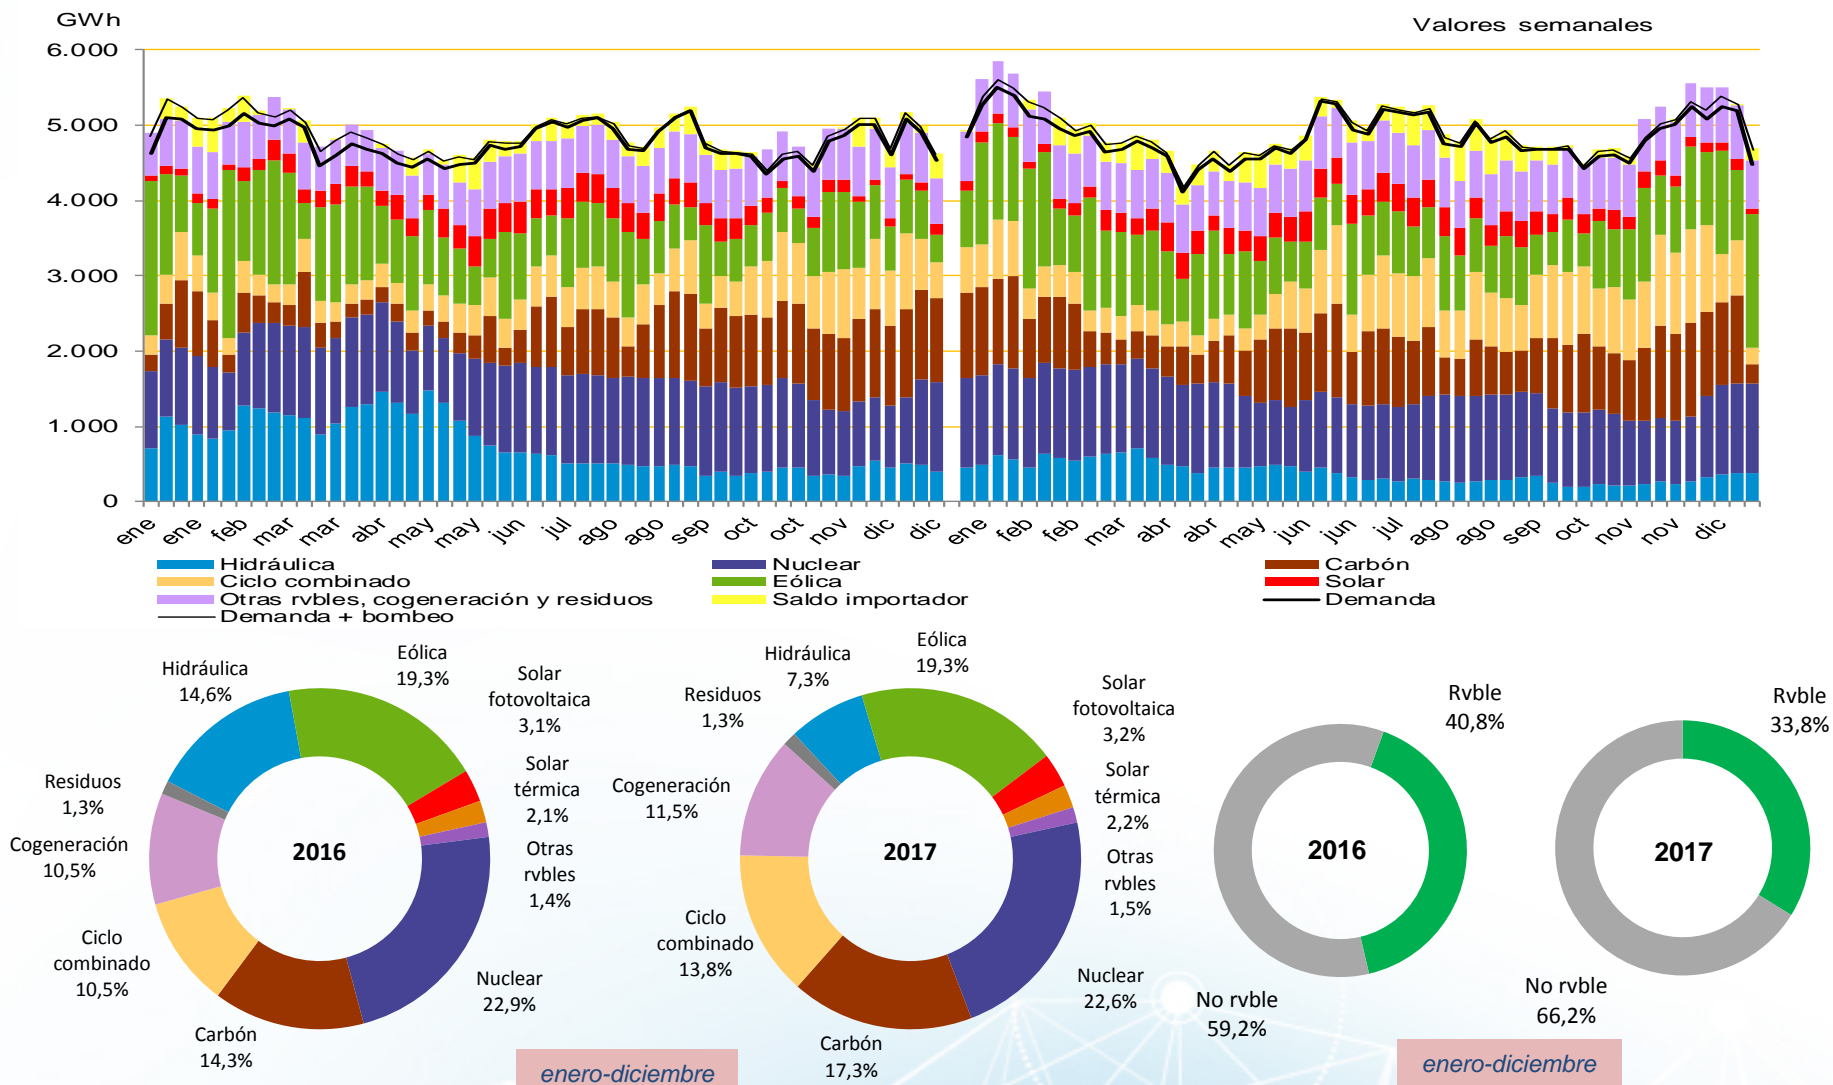 GWh
Valores semanales
6.000
5.000
4.000
3.000
2.000
1.000
0
ene
ene
feb
mar
mar
abr
may
may
jun
jul
ago
ago
sep
oct
oct
nov
dic
dic
ene
feb
feb
mar
abr
abr
may
jun
jun
jul
ago
ago
sep
oct
nov
nov
dic
Hidráulica
Nuclear
Carbón
Ciclo combinado
Eólica
Solar
Otras rvbles, cogeneración y residuos
Saldo importador
Demanda
Demanda + bombeo
Hidráulica
14,6%
Eólica
19,3%
Solar
fotovoltaica
3,1%
Solar
térmica
2,1%
Otras
rvbles
1,4%
Nuclear
22,9%
Carbón
14,3%
Ciclo
combinado
10,5%
Cogeneración
10,5%
Residuos
1,3%
2016
enero-diciembre
Hidráulica
7,3%
Eólica
19,3%
Solar
fotovoltaica
3,2%
Solar
térmica
2,2%
Otras
rvbles
1,5%
Nuclear
22,6%
Carbón
17,3%
Ciclo
combinado
13,8%
Cogeneración
11,5%
Residuos
1,3%
2017
Rvble
40,8%
2016
No rvble
59,2%
Rvble
33,8%
2017
No rvble
66,2%
enero-diciembre